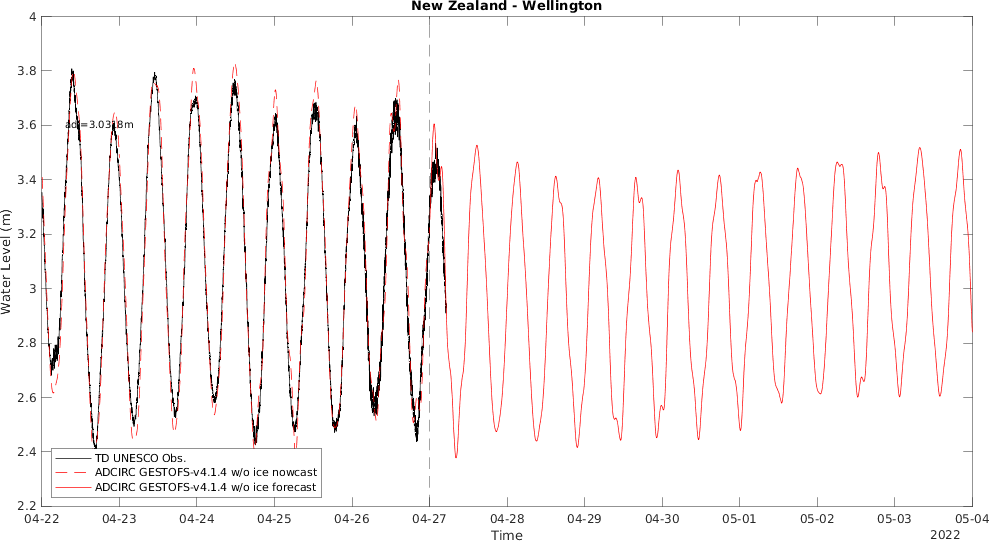 New Zealand - Wellington
4
3.8
3.6
3.4
3.2
3
2.8
2.6
2.4
2.2
Water Level (m)
TD UNESCO Obs.
ADCIRC GESTOFS-v4.1.4 w/o ice nowcast
ADCIRC GESTOFS-v4.1.4 w/o ice forecast
04-22 04-23 04-24 04-25 04-26 04-27 04-28 04-29 04-30 05-01 05-02 05-03 05-04
Time
2022